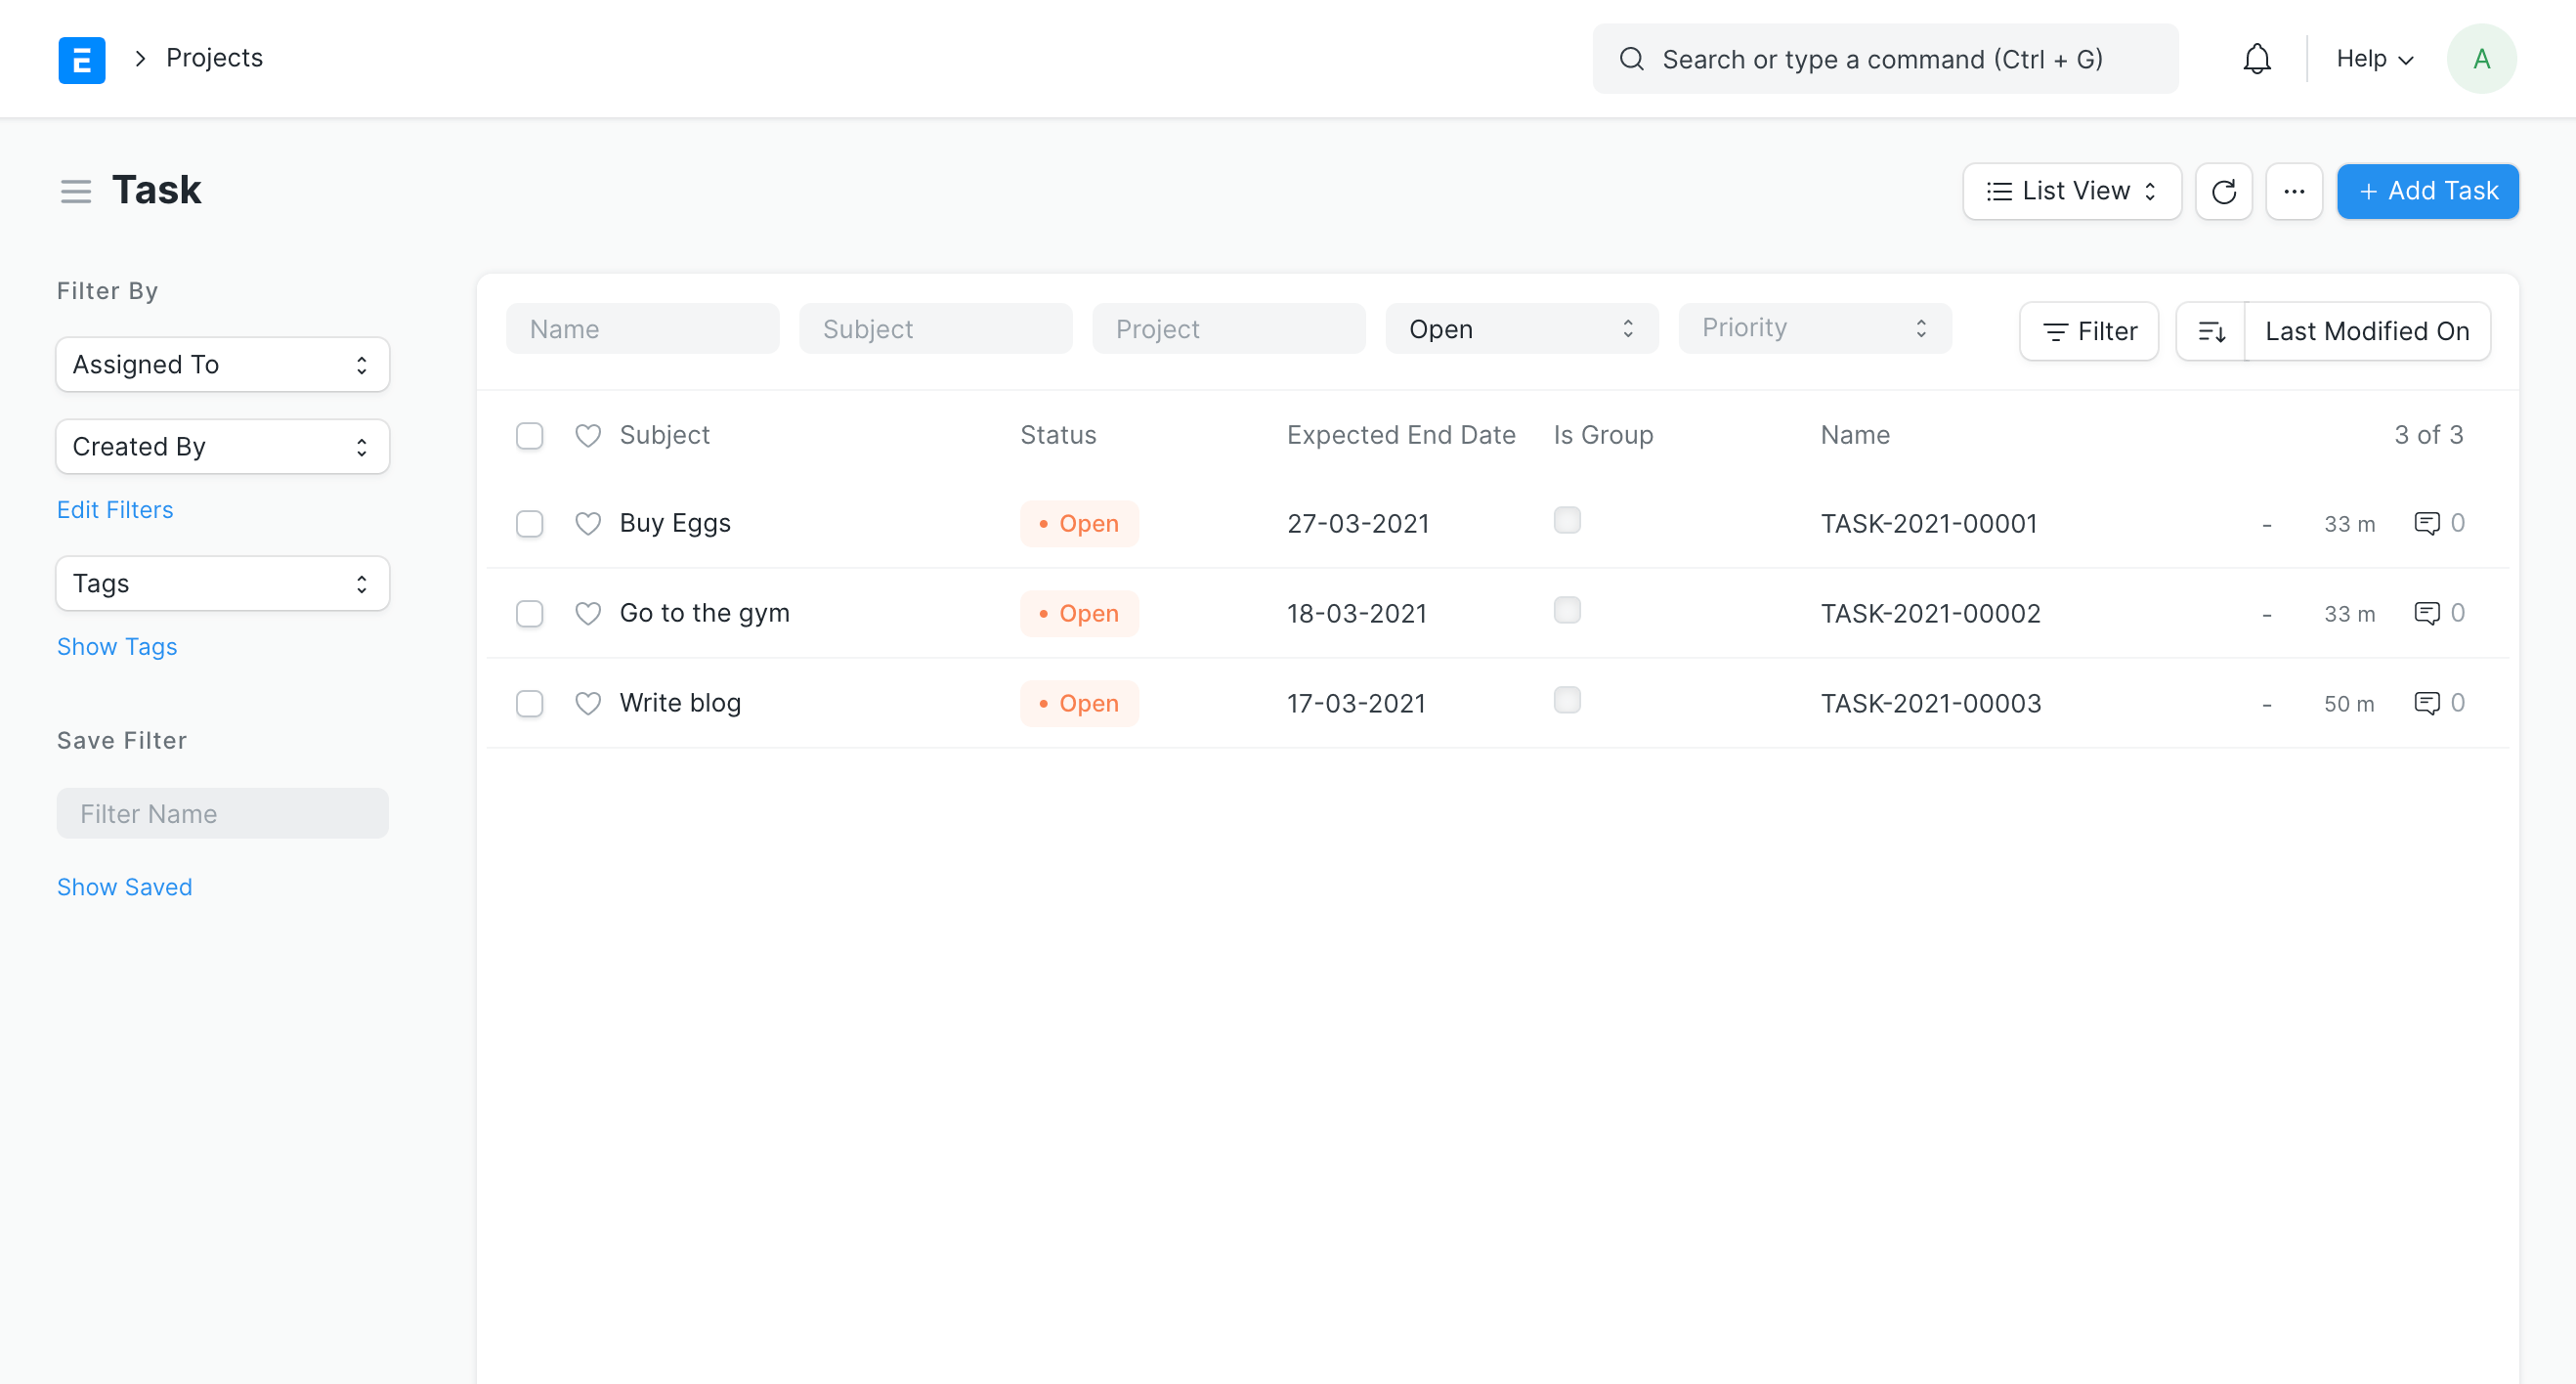 E
Projects
Search or type a command (Ctrl + G)
Help
A
Task
List View
Add Task
Filter By
Assigned To
Created By
Edit Filters
Tags
Show Tags
Save Filter
Filter Name
Show Saved
Name Subject Project Open Priority Filter Last Modified On
Subject Status Expected End Date Is Group Name 3 of 3
Buy Eggs • Open 27-03-2021 TASK-2021-00001 - 33 m 0
Go to the gym • Open 18-03-2021 TASK-2021-00002 - 33 m 0
Write blog • Open 17-03-2021 TASK-2021-00003 - 50 m 0